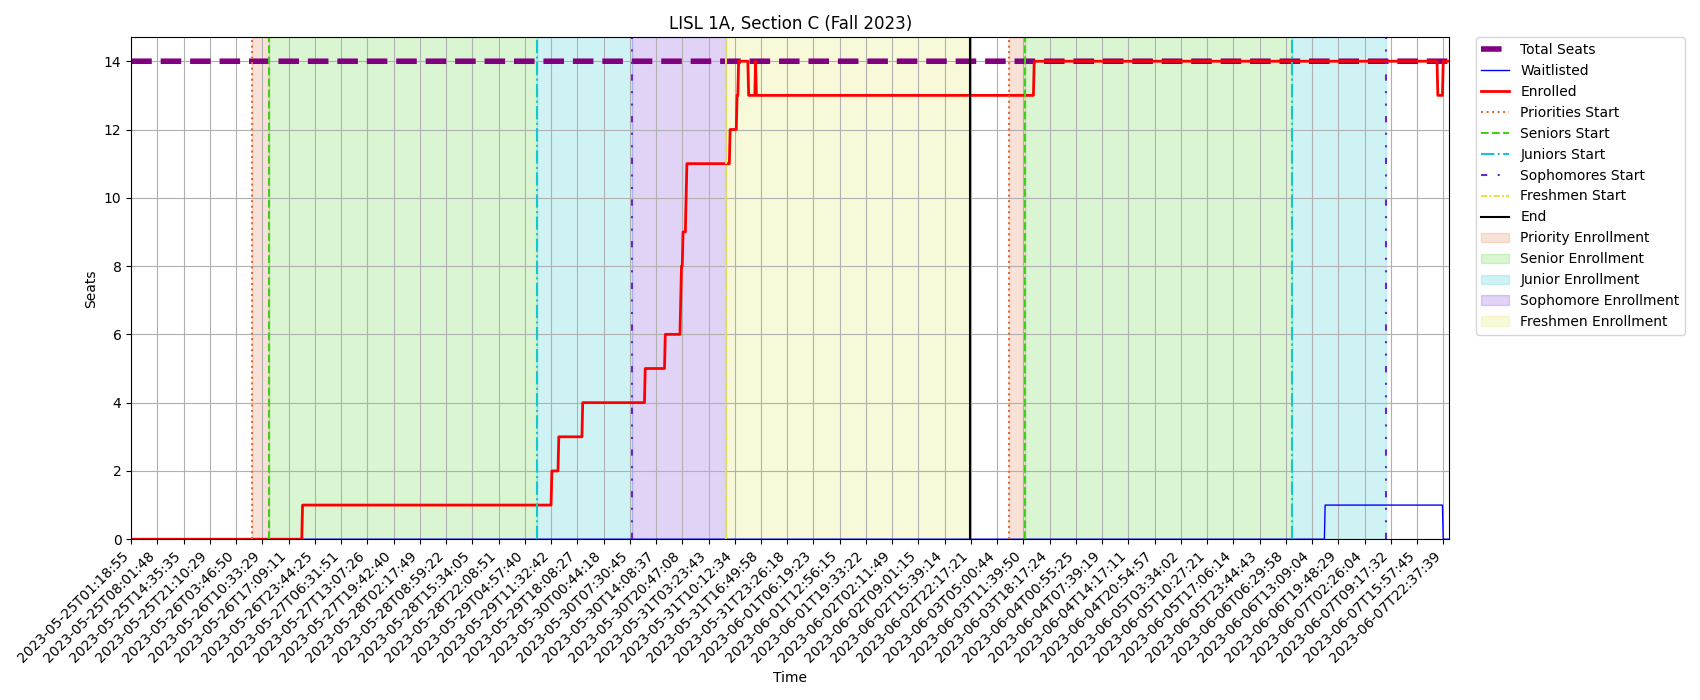 LISL 1A, Section C (Fall 2023)
Seats
14
12
10
8
6
4
2
0
2023-05-25T01:18:55
2023-05-25T08:01:48
2023-05-25T14:35:35
2023-05-25T21:10:29
2023-05-26T03:46:50
2023-05-26T10:33:29
2023-05-26T17:09:11
2023-05-26T23:44:25
2023-05-27T06:31:51
2023-05-27T13:07:26
2023-05-27T19:42:40
2023-05-28T02:17:49
2023-05-28T08:59:22
2023-05-28T15:34:05
2023-05-28T22:08:51
2023-05-29T04:57:40
2023-05-29T11:32:42
2023-05-29T18:08:27
2023-05-30T00:44:18
2023-05-30T07:30:45
2023-05-30T14:08:37
2023-05-30T20:47:08
2023-05-31T03:23:43
2023-05-31T10:12:34
2023-05-31T16:49:58
2023-05-31T23:26:18
2023-06-01T06:19:23
2023-06-01T12:56:15
2023-06-01T19:33:22
2023-06-02T02:11:49
2023-06-02T09:01:15
2023-06-02T15:39:14
2023-06-02T22:17:21
2023-06-03T05:00:44
2023-06-03T11:39:50
2023-06-03T18:17:24
2023-06-04T00:55:25
2023-06-04T07:39:19
2023-06-04T14:17:11
2023-06-04T20:54:57
2023-06-05T03:34:02
2023-06-05T10:27:21
2023-06-05T17:06:14
2023-06-05T23:44:43
2023-06-06T06:29:58
2023-06-06T13:09:04
2023-06-06T19:48:29
2023-06-07T02:26:04
2023-06-07T09:17:32
2023-06-07T15:57:45
2023-06-07T22:37:39
Time
Total Seats
Waitlisted
Enrolled
Priorities Start
Seniors Start
Juniors Start
Sophomores Start
Freshmen Start
End
Priority Enrollment
Senior Enrollment
Junior Enrollment
Sophomore Enrollment
Freshmen Enrollment